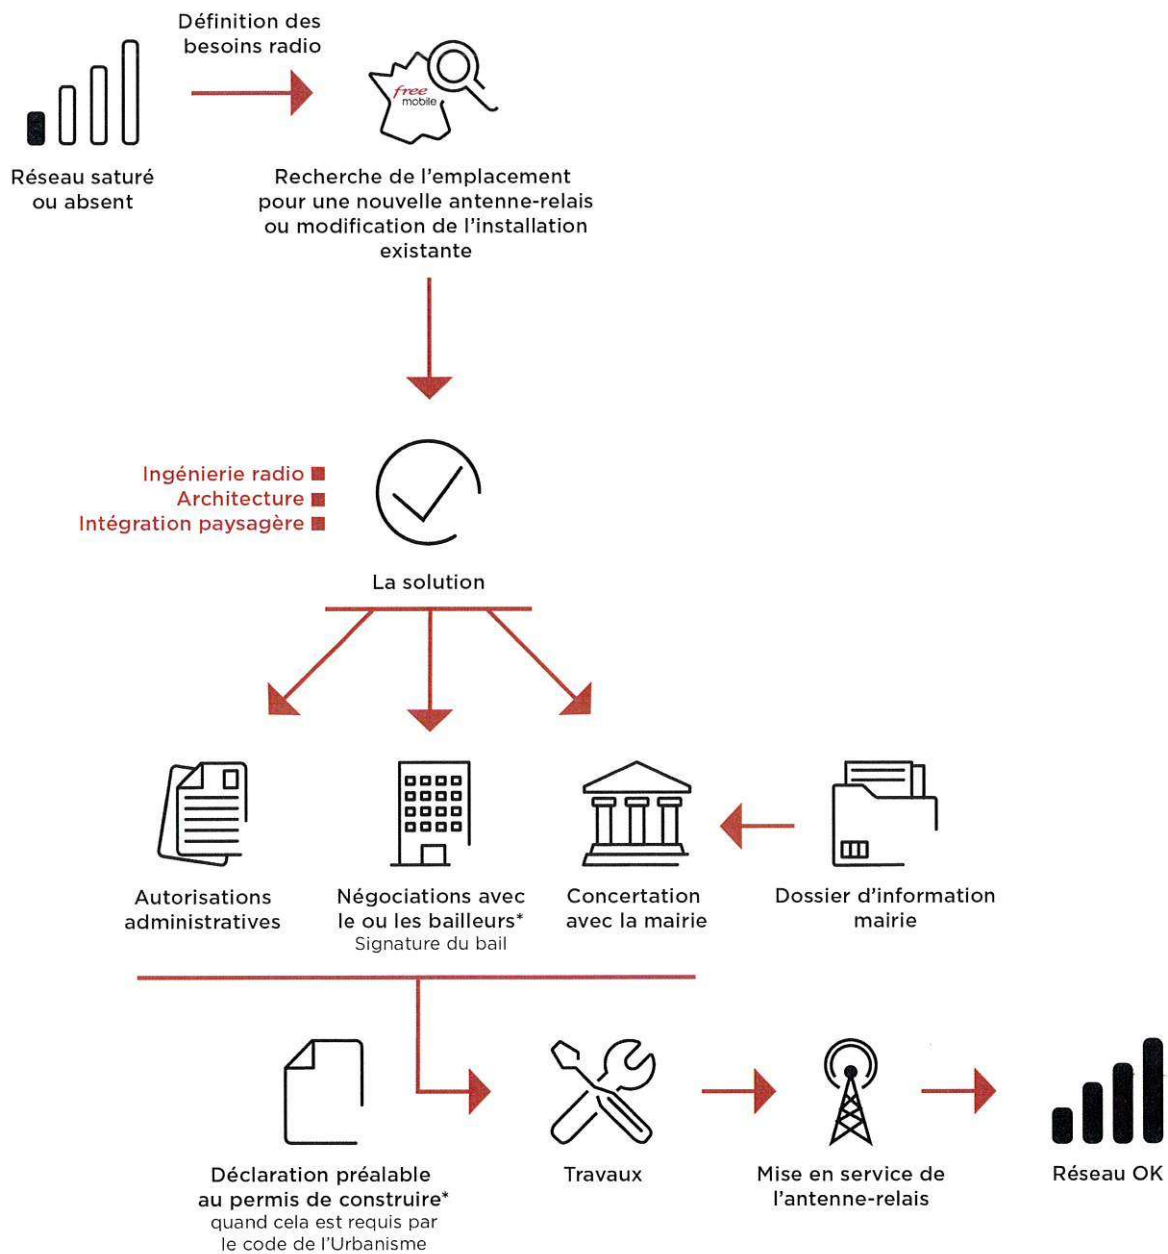 Définition des
besoins radio
free
mobile
Réseau saturé
ou absent
Recherche de l'emplacement
pour une nouvelle antenne-relais
ou modification de l'installation
existante
Ingénierie radio
Architecture
Intégration paysagère
La solution
Autorisations
administratives
Négociations avec
le ou les bailleurs*
Signature du bail
Concertation
avec la mairie
Dossier d'information
mairie
Déclaration préalable
au permis de construire*
quand cela est requis par
le code de l'Urbanisme
Travaux
Mise en service de
l'antenne-relais
Réseau OK